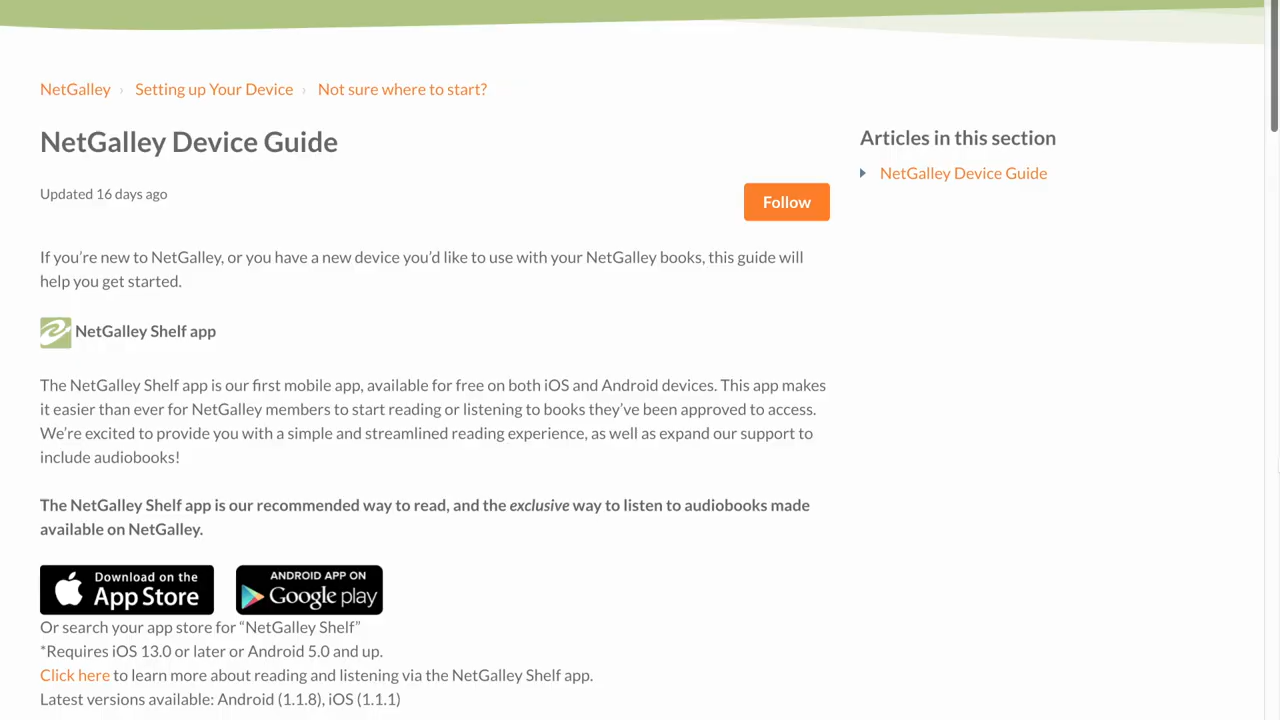 NetGalley › Setting up Your Device › Not sure where to start?
NetGalley Device Guide
Updated 16 days ago
Follow
Articles in this section
NetGalley Device Guide
If you’re new to NetGalley, or you have a new device you’d like to use with your NetGalley books, this guide will
help you get started.
NetGalley Shelf app
The NetGalley Shelf app is our first mobile app, available for free on both iOS and Android devices. This app makes
it easier than ever for NetGalley members to start reading or listening to books they’ve been approved to access.
We’re excited to provide you with a simple and streamlined reading experience, as well as expand our support to
include audiobooks!
The NetGalley Shelf app is our recommended way to read, and the exclusive way to listen to audiobooks made
available on NetGalley.
Download on the
App Store
ANDROID APP ON
Google play
Or search your app store for “NetGalley Shelf”
*Requires iOS 13.0 or later or Android 5.0 and up.
Click here to learn more about reading and listening via the NetGalley Shelf app.
Latest versions available: Android (1.1.8), iOS (1.1.1)